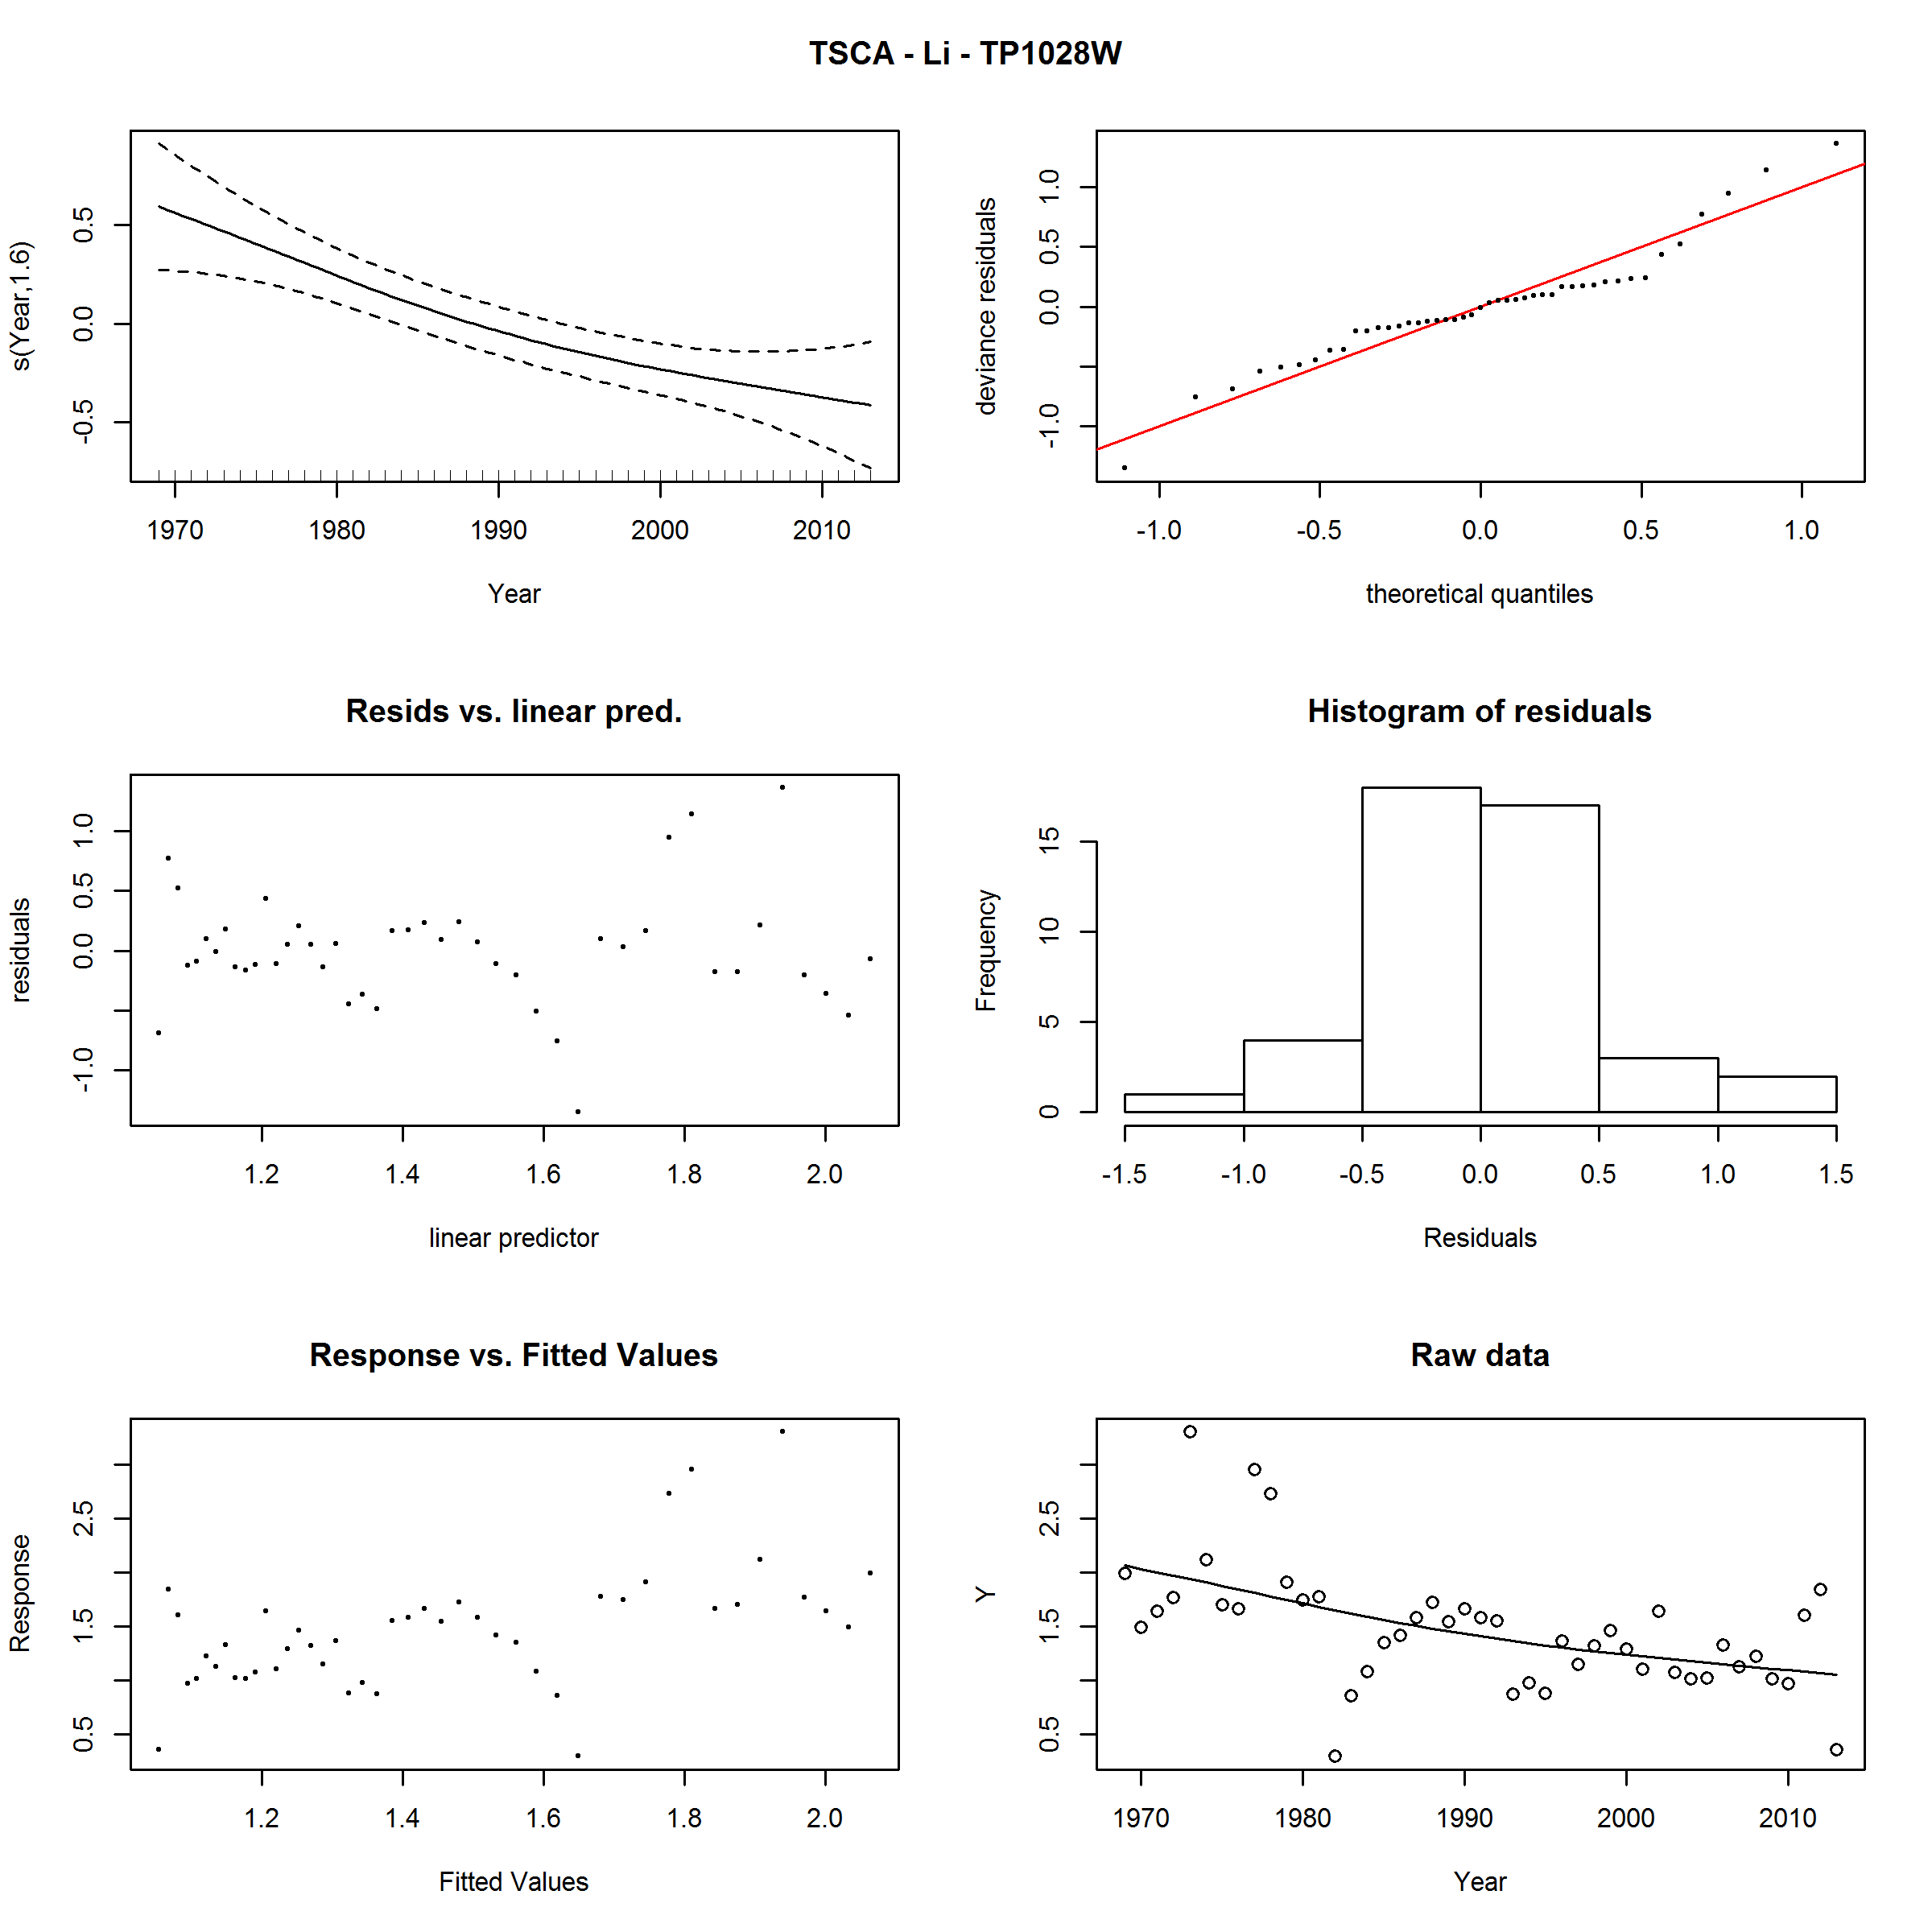 TSCA - Li - TP1028W
s(Year,1.6)
0.5
0.0
-0.5
1970 1980 1990 2000 2010
Year
deviance residuals
1.0
0.5
0.0
-1.0
-1.0 -0.5 0.0 0.5 1.0
theoretical quantiles
Resids vs. linear pred.
residuals
1.0
0.5
0.0
-1.0
1.2 1.4 1.6 1.8 2.0
linear predictor
Histogram of residuals
Frequency
15
10
5
0
-1.5 -1.0 -0.5 0.0 0.5 1.0 1.5
Residuals
Response vs. Fitted Values
Response
2.5
1.5
0.5
1.2 1.4 1.6 1.8 2.0
Fitted Values
Raw data
Y
2.5
1.5
0.5
1970 1980 1990 2000 2010
Year